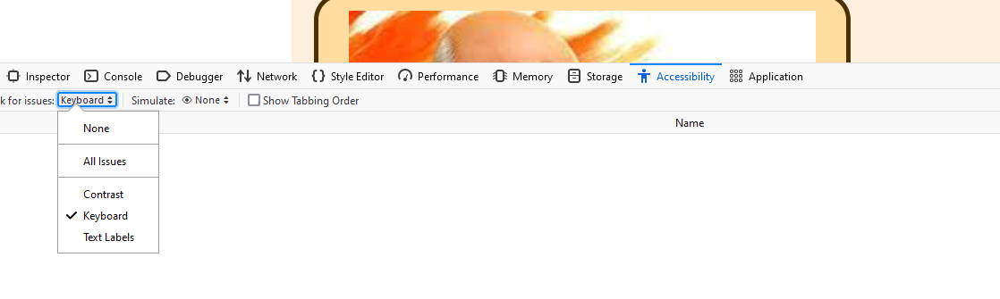 Inspector Console Debugger Network Style Editor Performance Memory Storage Accessibility Application
k for issues: Keyboard Simulate: None Show Tabbing Order
Name
None
All Issues
Contrast
Keyboard
Text Labels